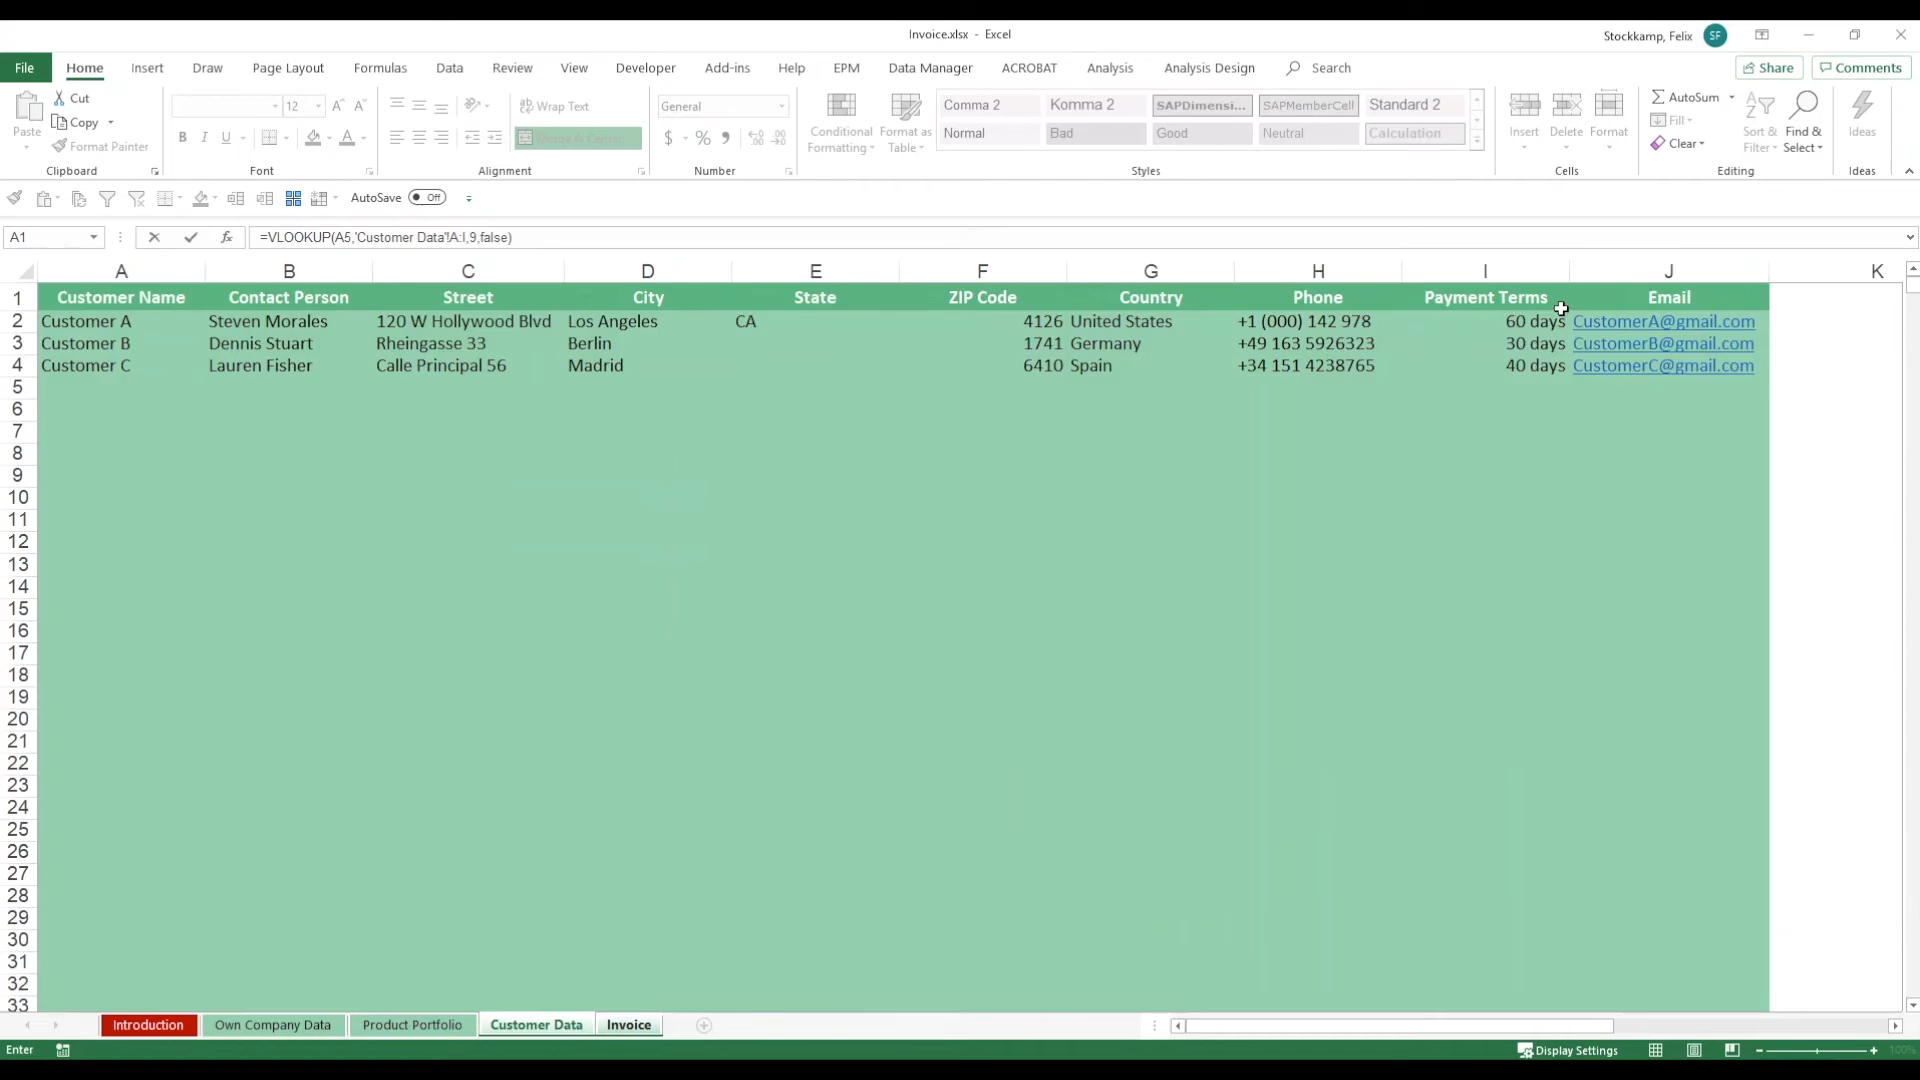 Invoice.xlsx - Excel
Stockkamp, Felix SF
File Home Insert Draw Page Layout Formulas Data Review View Developer Add-ins Help EPM Data Manager ACROBAT Analysis Analysis Design Search Share Comments
Cut
Copy
Format Painter
Paste
Clipboard
12
Font
Wrap Text
Merge & Center
Alignment
General
Number
Conditional Formatting
Format as Table
Comma 2 Komma 2 SAPDimensi... SAPMemberCell Standard 2
Normal Bad Good Neutral Calculation
Styles
Insert Delete Format
Cells
AutoSum
Fill
Clear
Sort & Filter
Find & Select
Editing
Ideas
Ideas
AutoSave Off
A1 fx =VLOOKUP(A5,'Customer Data'!A:I,9,false)
A B C D E F G H I J K
1 Customer Name Contact Person Street City State ZIP Code Country Phone Payment Terms Email
2 Customer A Steven Morales 120 W Hollywood Blvd Los Angeles CA 4126 United States +1 (000) 142 978 60 days CustomerA@gmail.com
3 Customer B Dennis Stuart Rheingasse 33 Berlin 1741 Germany +49 163 5926323 30 days CustomerB@gmail.com
4 Customer C Lauren Fisher Calle Principal 56 Madrid 6410 Spain +34 151 4238765 40 days CustomerC@gmail.com
5
6
7
8
9
10
11
12
13
14
15
16
17
18
19
20
21
22
23
24
25
26
27
28
29
30
31
32
33
Introduction Own Company Data Product Portfolio Customer Data Invoice
Enter Display Settings 100%